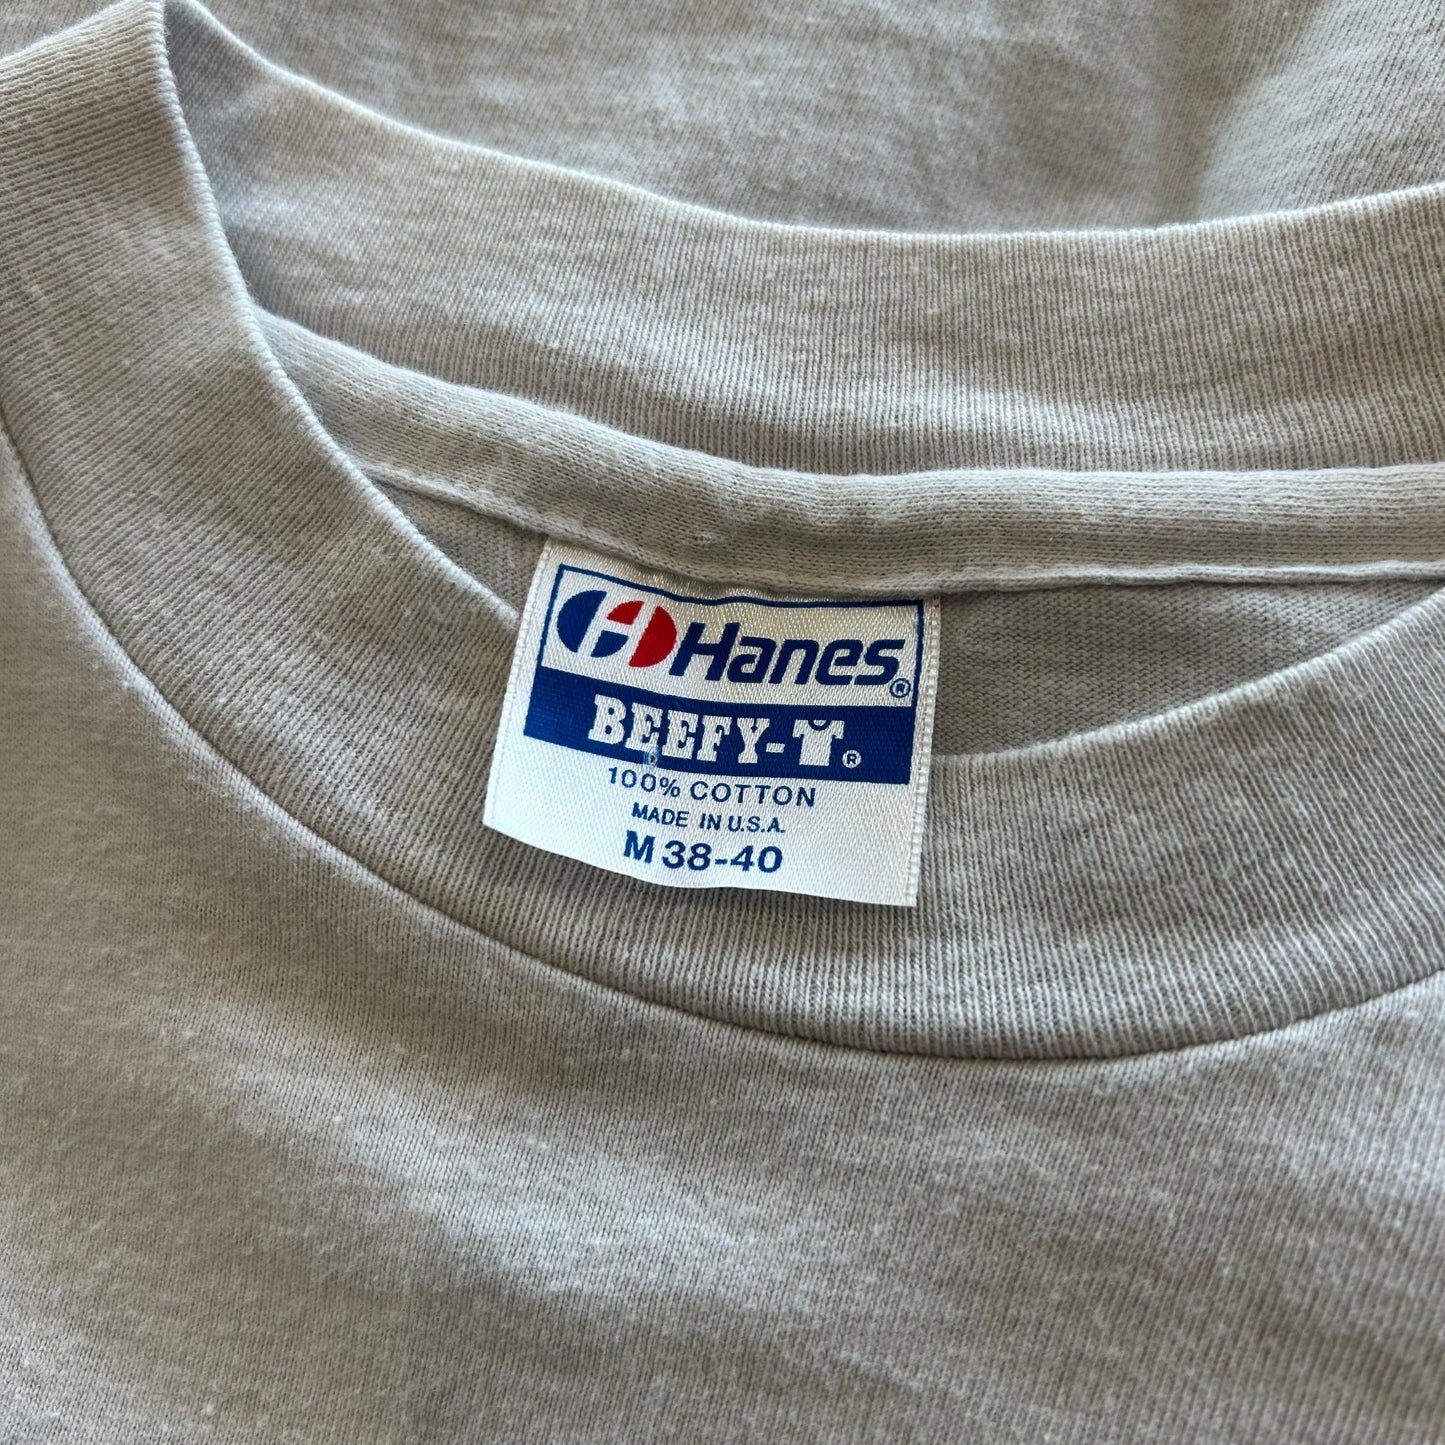 Hanes®
BEEFY-T®
100% COTTON
MADE IN U.S.A.
M 38-40